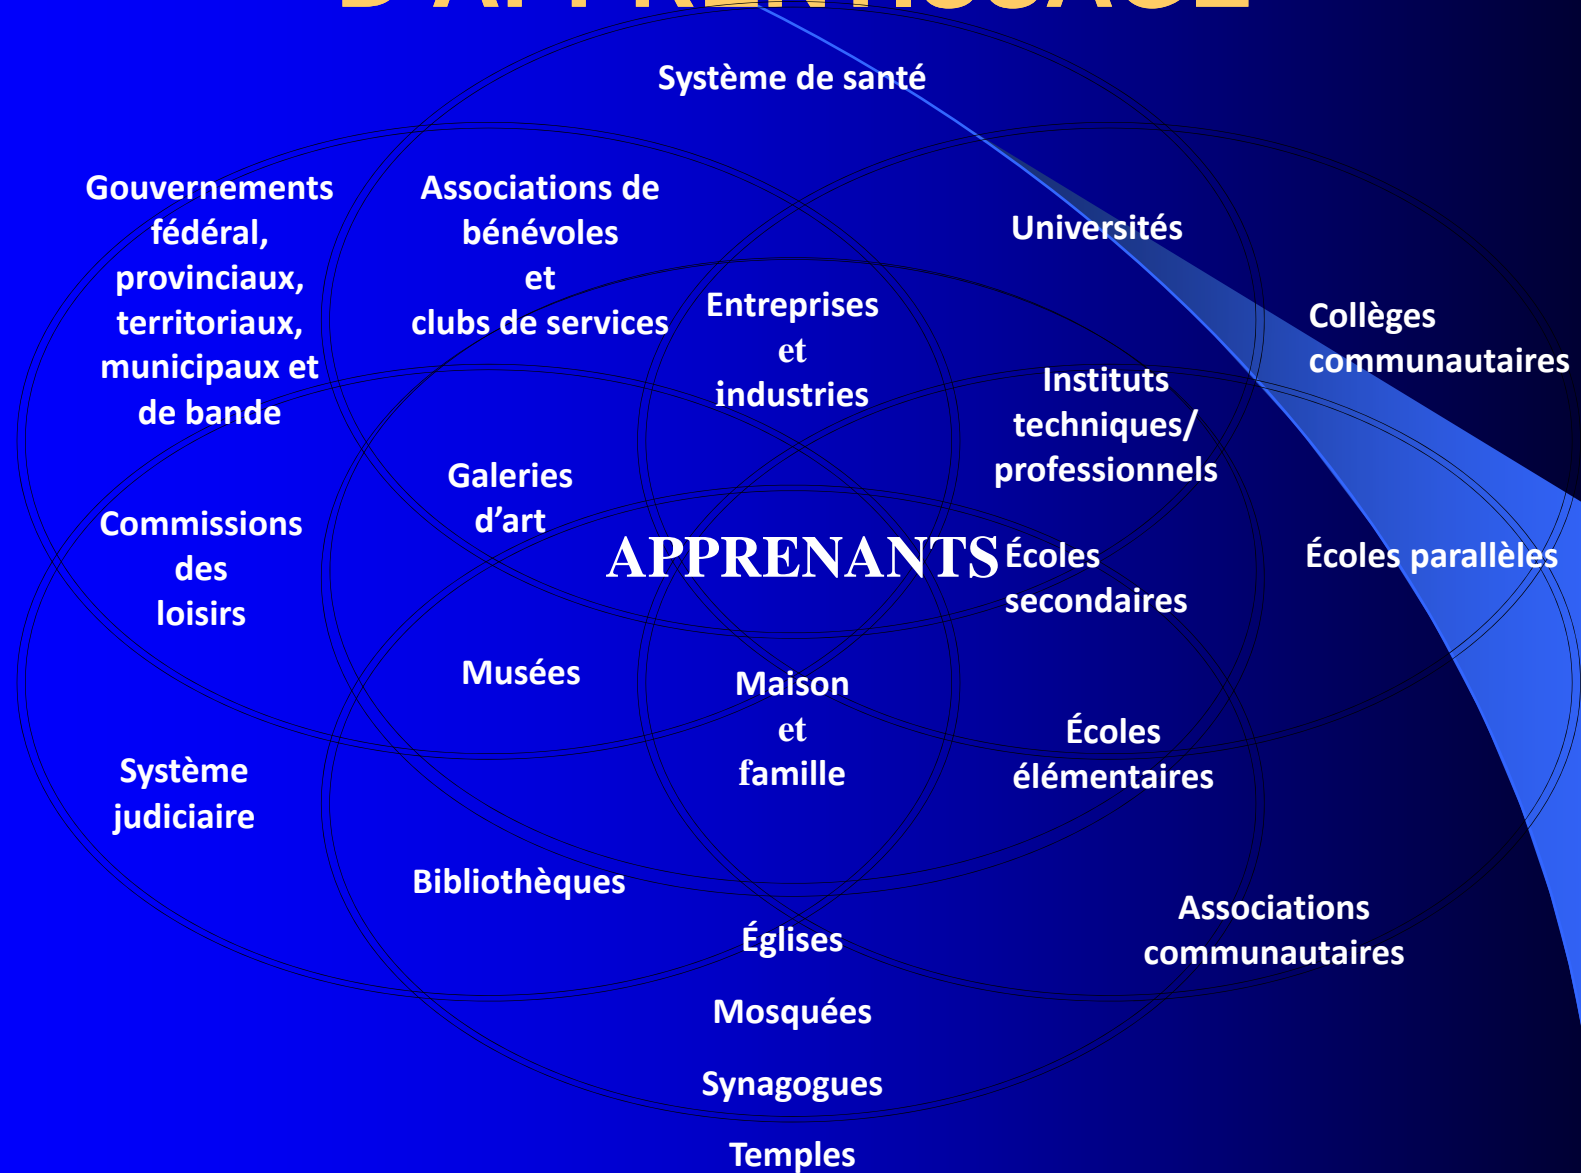 D'APPRENTISSAGE
Système de santé
Gouvernements
fédéral,
provinciaux,
territoriaux,
municipaux et
de bande
Associations de
bénévoles
et
clubs de services
Universités
Entreprises
et
industries
Collèges
communautaires
Instituts
techniques/
professionnels
Galeries
d’art
Commissions
des
loisirs
APPRENANTS
Écoles
secondaires
Écoles parallèles
Musées
Maison
et
famille
Écoles
élémentaires
Système
judiciaire
Bibliothèques
Associations
communautaires
Églises
Mosquées
Synagogues
Temples